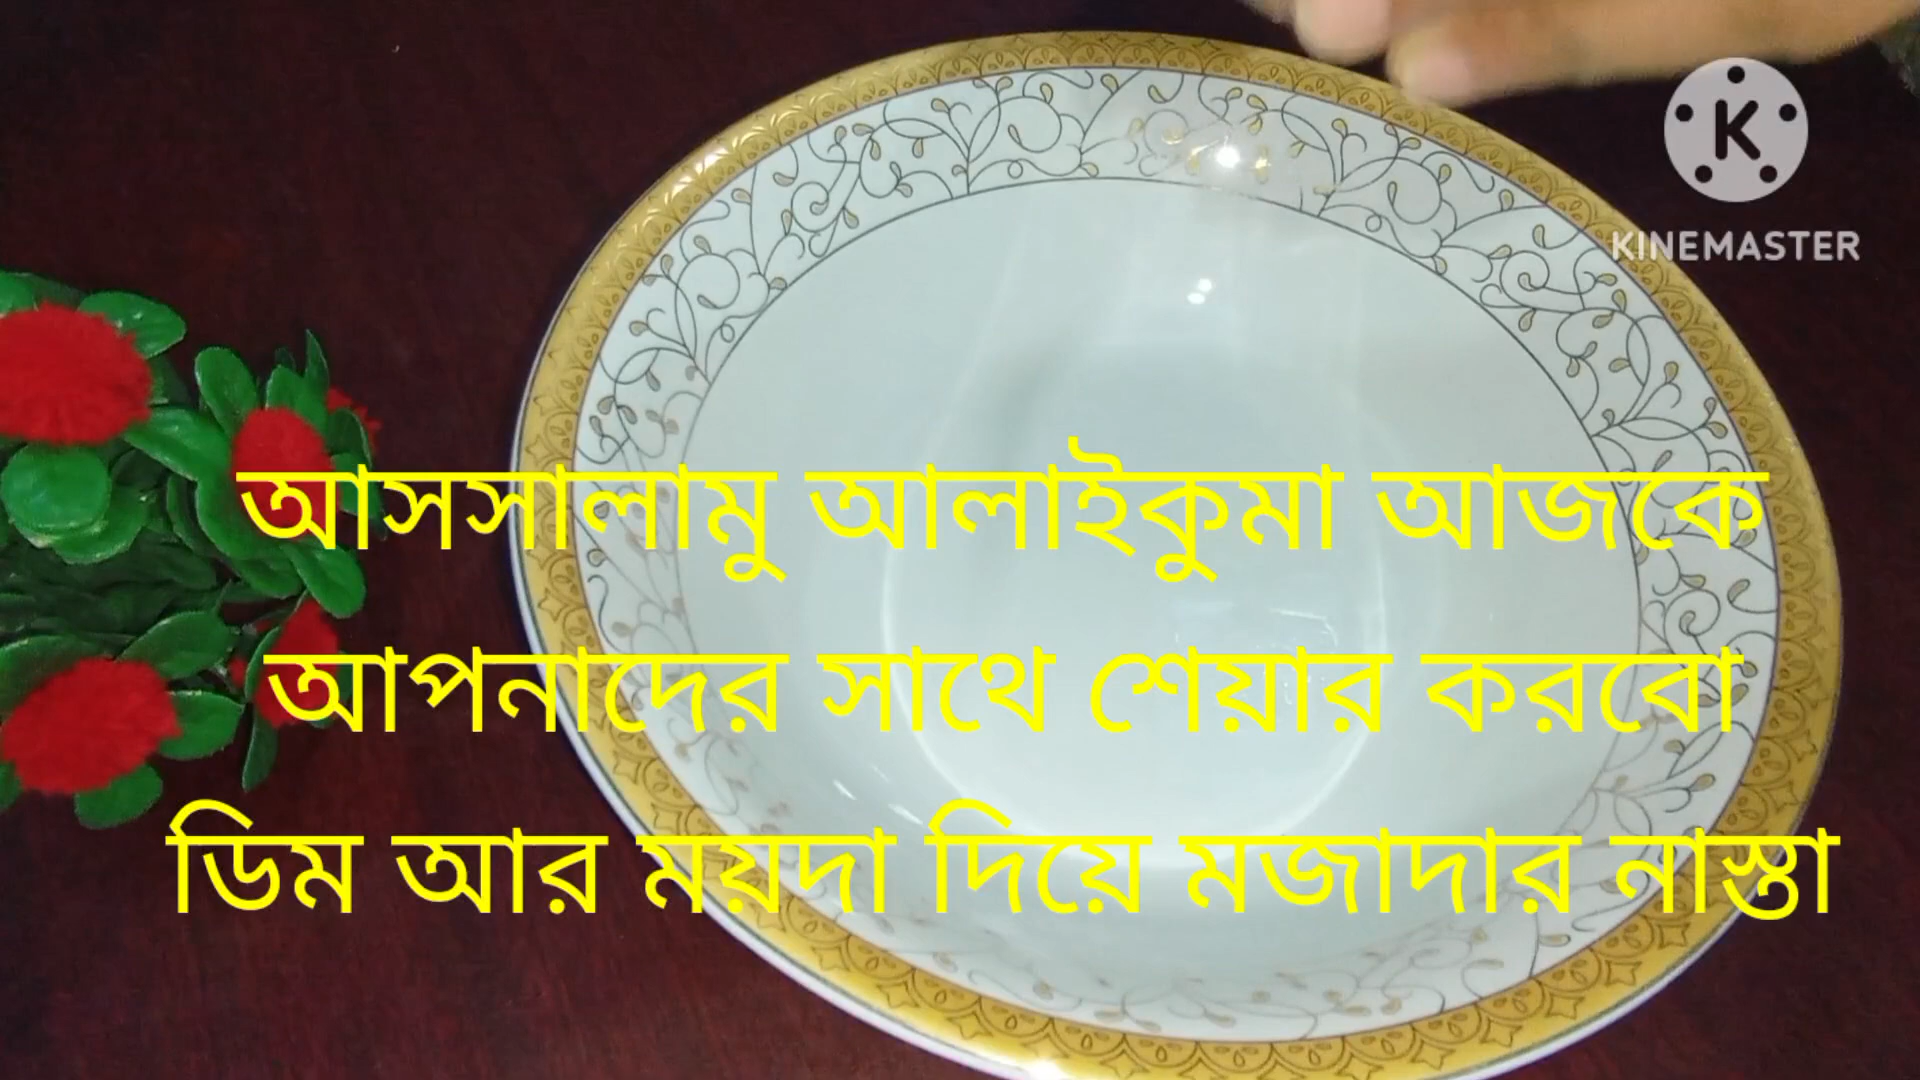 KINEMASTER
আসসালামু আলাইকুমা আজকে
আপনাদের সাথে শেয়ার করবো
ডিম আর ময়দা দিয়ে মজাদার নাস্তা